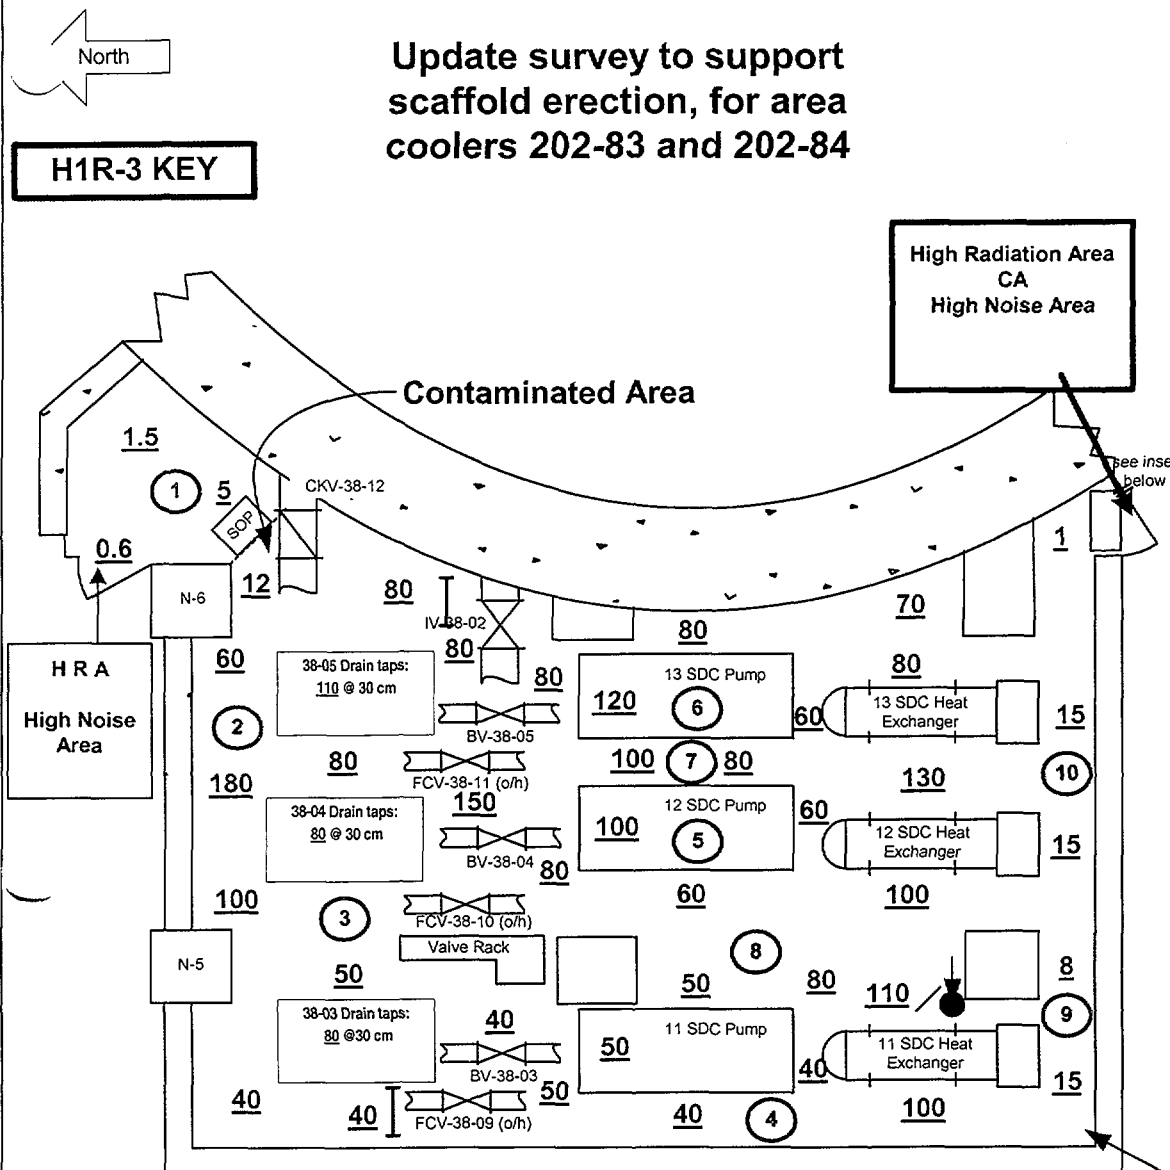 North
Update survey to support
scaffold erection, for area
coolers 202-83 and 202-84
H1R-3 KEY
High Radiation Area
CA
High Noise Area
Contaminated Area
see inse
below
1.5
1
5
SOP
CKV-38-12
0.6
12
N-6
80
IV-38-02
1
70
80
H R A
High Noise
Area
60
38-05 Drain taps:
110 @ 30 cm
80
80
13 SDC Pump
120
6
80
13 SDC Heat
Exchanger
60
15
2
BV-38-05
180
80
FCV-38-11 (o/h)
100
7
80
130
10
38-04 Drain taps:
80 @ 30 cm
150
BV-38-04
80
12 SDC Pump
100
5
60
12 SDC Heat
Exchanger
15
100
3
FCV-38-10 (o/h)
60
100
N-5
Valve Rack
8
50
50
80
110
8
9
38-03 Drain taps:
80 @30 cm
40
BV-38-03
11 SDC Pump
50
11 SDC Heat
Exchanger
40
15
40
40
FCV-38-09 (o/h)
50
40
4
100